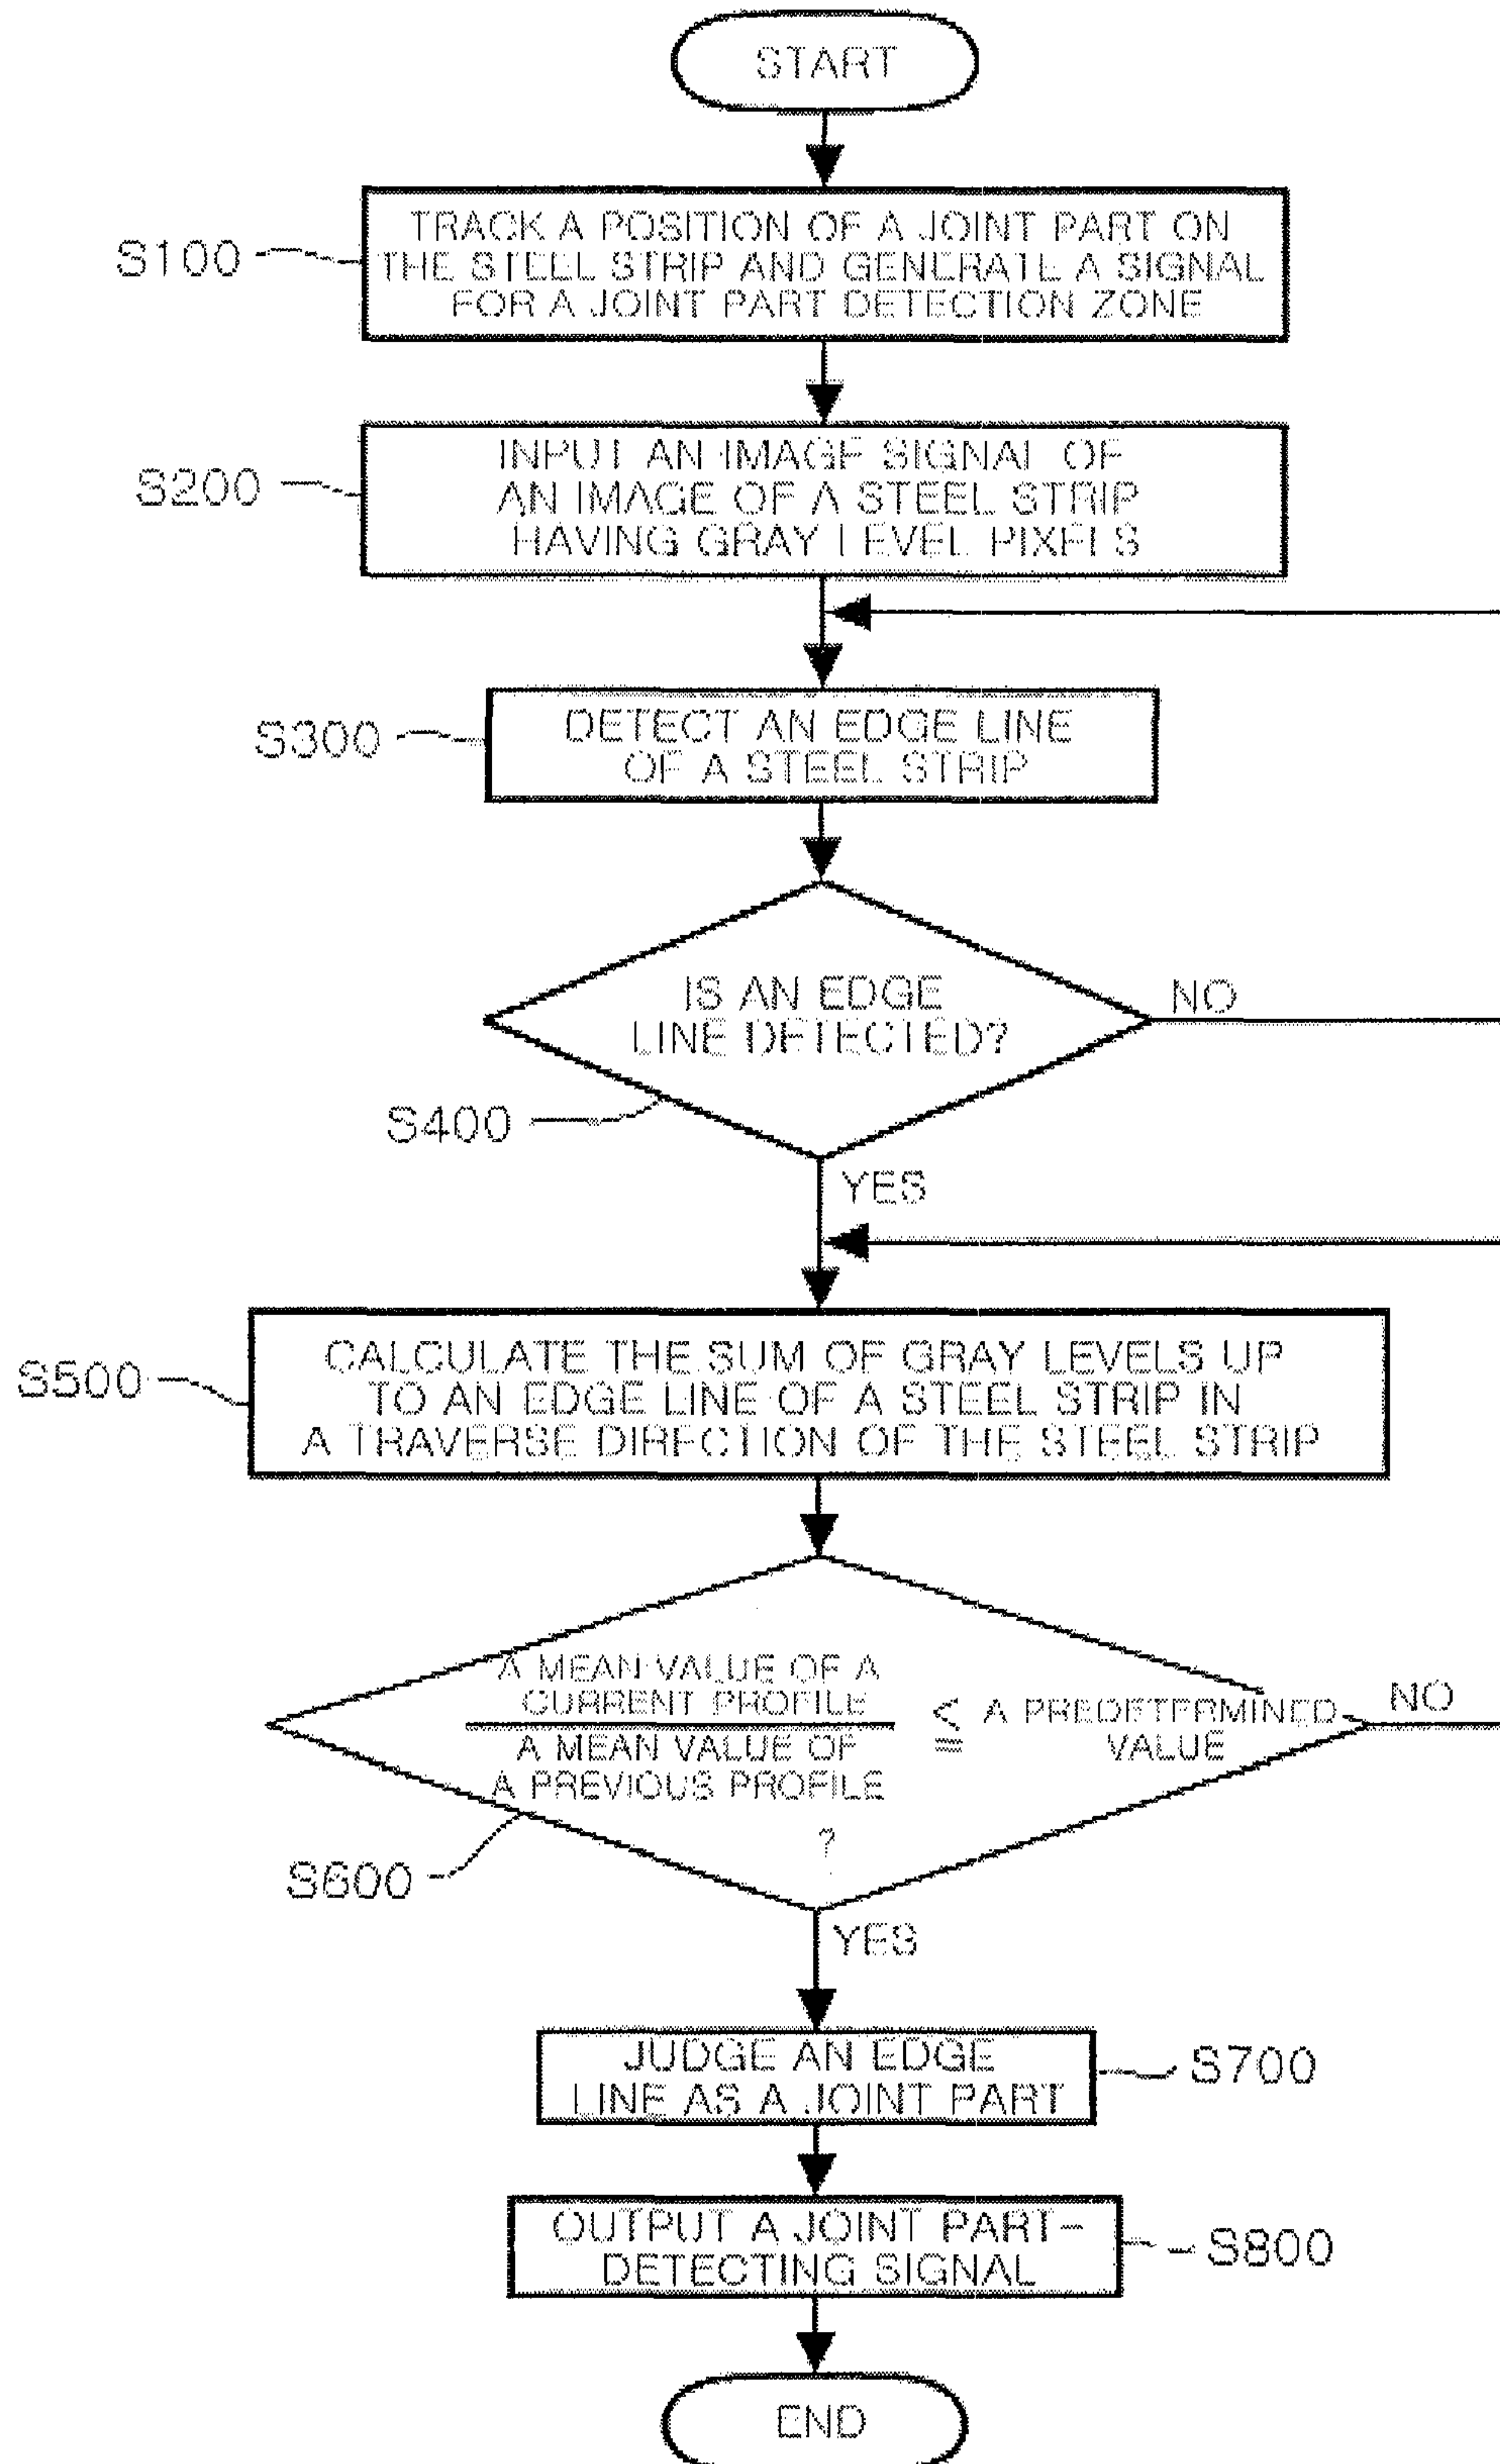 START
S100
TRACK A POSITION OF A JOINT PART ON
THE STEEL STRIP AND GENERATE A SIGNAL
FOR A JOINT PART DETECTION ZONE
S200
INPUT AN IMAGE SIGNAL OF
AN IMAGE OF A STEEL STRIP
HAVING GRAY LEVEL PIXELS
S300
DETECT AN EDGE LINE
OF A STEEL STRIP
IS AN EDGE
LINE DETECTED?
NO
S400
YES
S500
CALCULATE THE SUM OF GRAY LEVELS UP
TO AN EDGE LINE OF A STEEL STRIP IN
A TRAVERSE DIRECTION OF THE STEEL STRIP
A MEAN VALUE OF A
CURRENT PROFILE
A MEAN VALUE OF
A PREVIOUS PROFILE
≦ A PREDETERMINED
VALUE
?
NO
S600
YES
JUDGE AN EDGE
LINE AS A JOINT PART
S700
OUTPUT A JOINT PART-
DETECTING SIGNAL
S800
END